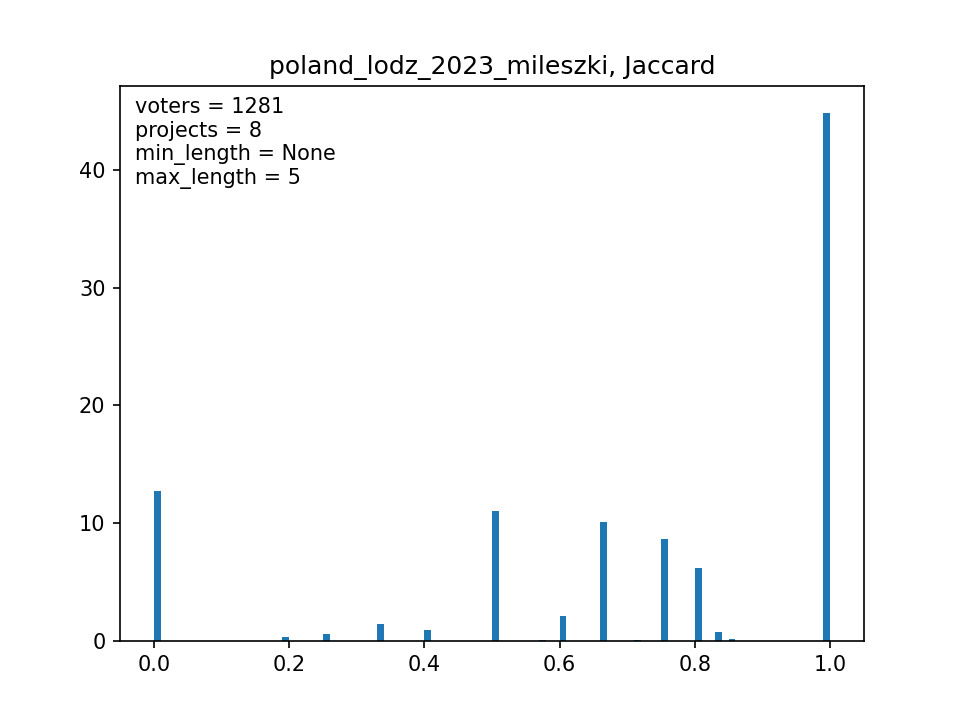 poland_lodz_2023_mileszki, Jaccard
voters = 1281
projects = 8
min_length = None
max_length = 5
40
30
20
10
0
0.0 0.2 0.4 0.6 0.8 1.0